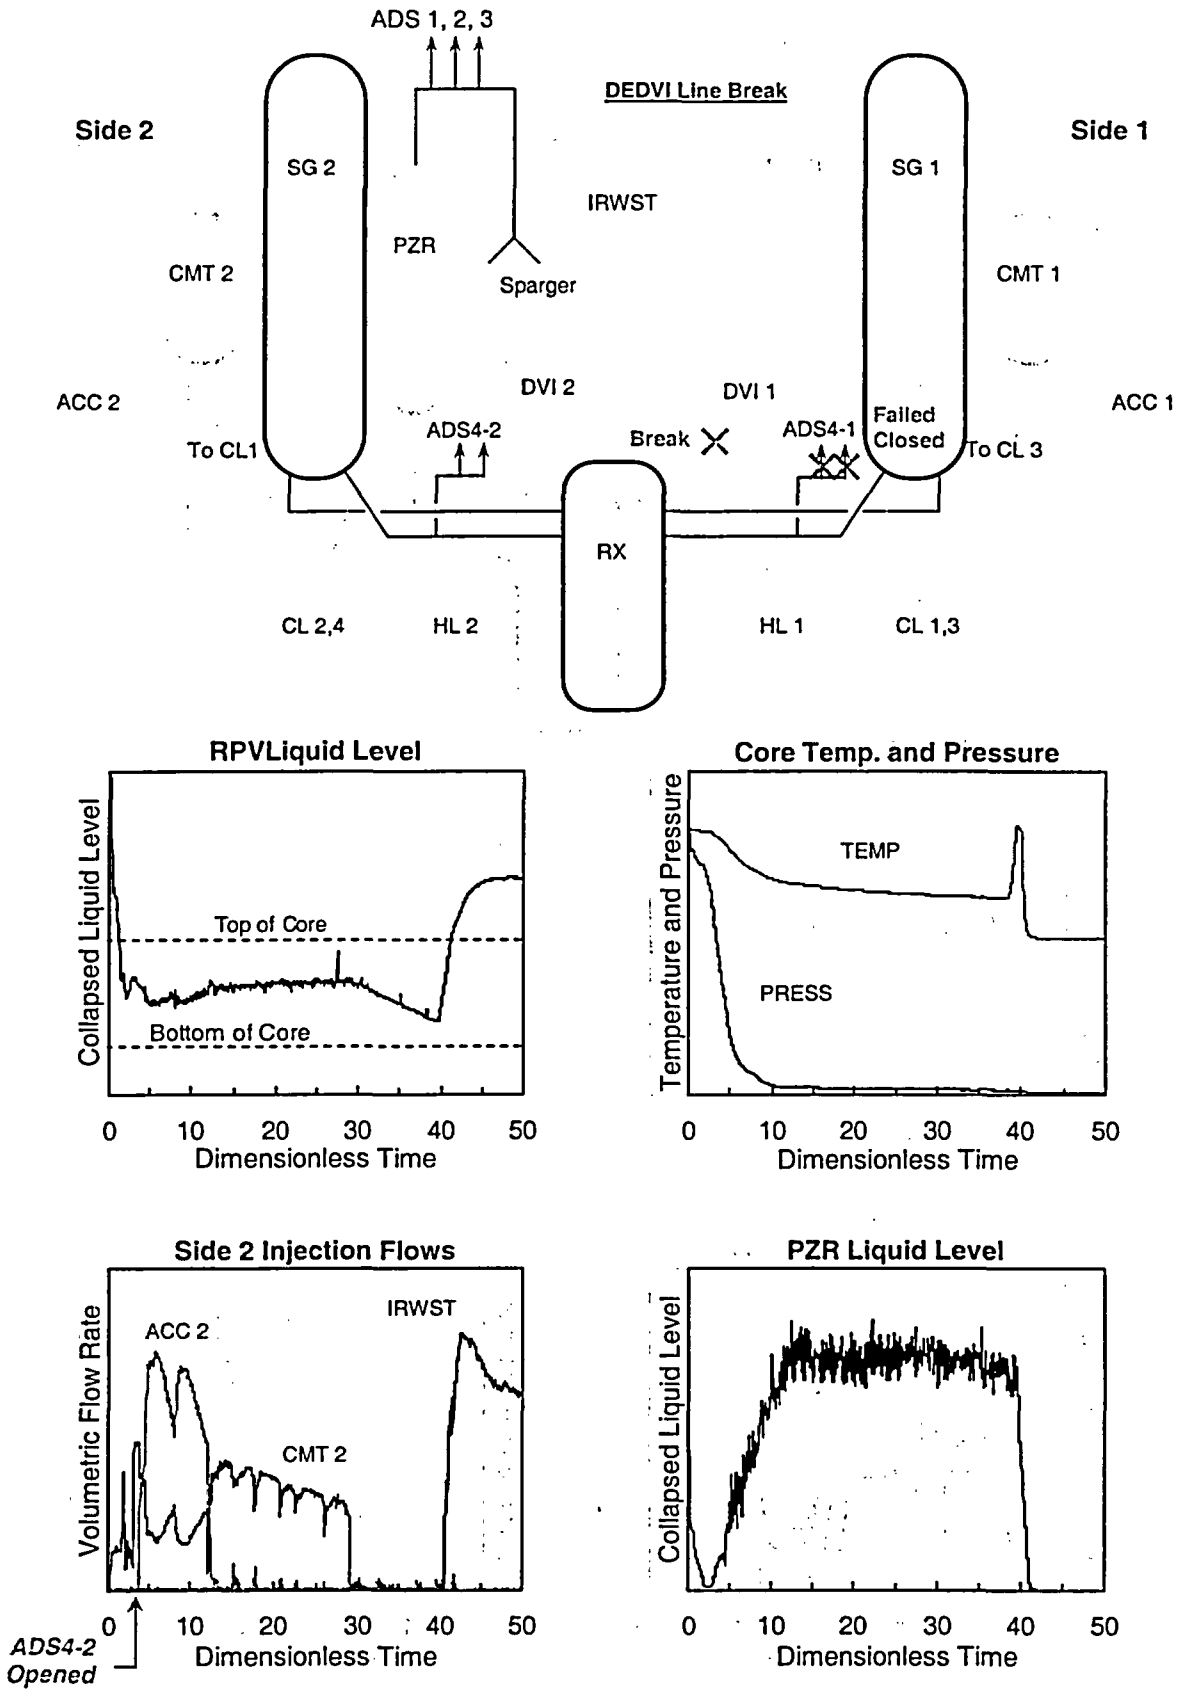 ADS 1, 2, 3
DEDVI Line Break
Side 2
Side 1
SG 2
SG 1
IRWST
PZR
CMT 2
CMT 1
Sparger
DVI 2
DVI 1
ACC 2
ACC 1
ADS4-2
Break
ADS4-1
Failed
Closed
To CL1
To CL 3
RX
CL 2,4
HL 2
HL 1
CL 1,3
RPVLiquid Level
Collapsed Liquid Level
Top of Core
Bottom of Core
0 10 20 30 40 50
Dimensionless Time
Core Temp. and Pressure
Temperature and Pressure
TEMP
PRESS
0 10 20 30 40 50
Dimensionless Time
Side 2 Injection Flows
Volumetric Flow Rate
ACC 2
IRWST
CMT 2
0 10 20 30 40 50
Dimensionless Time
ADS4-2
Opened
PZR Liquid Level
Collapsed Liquid Level
0 10 20 30 40 50
Dimensionless Time